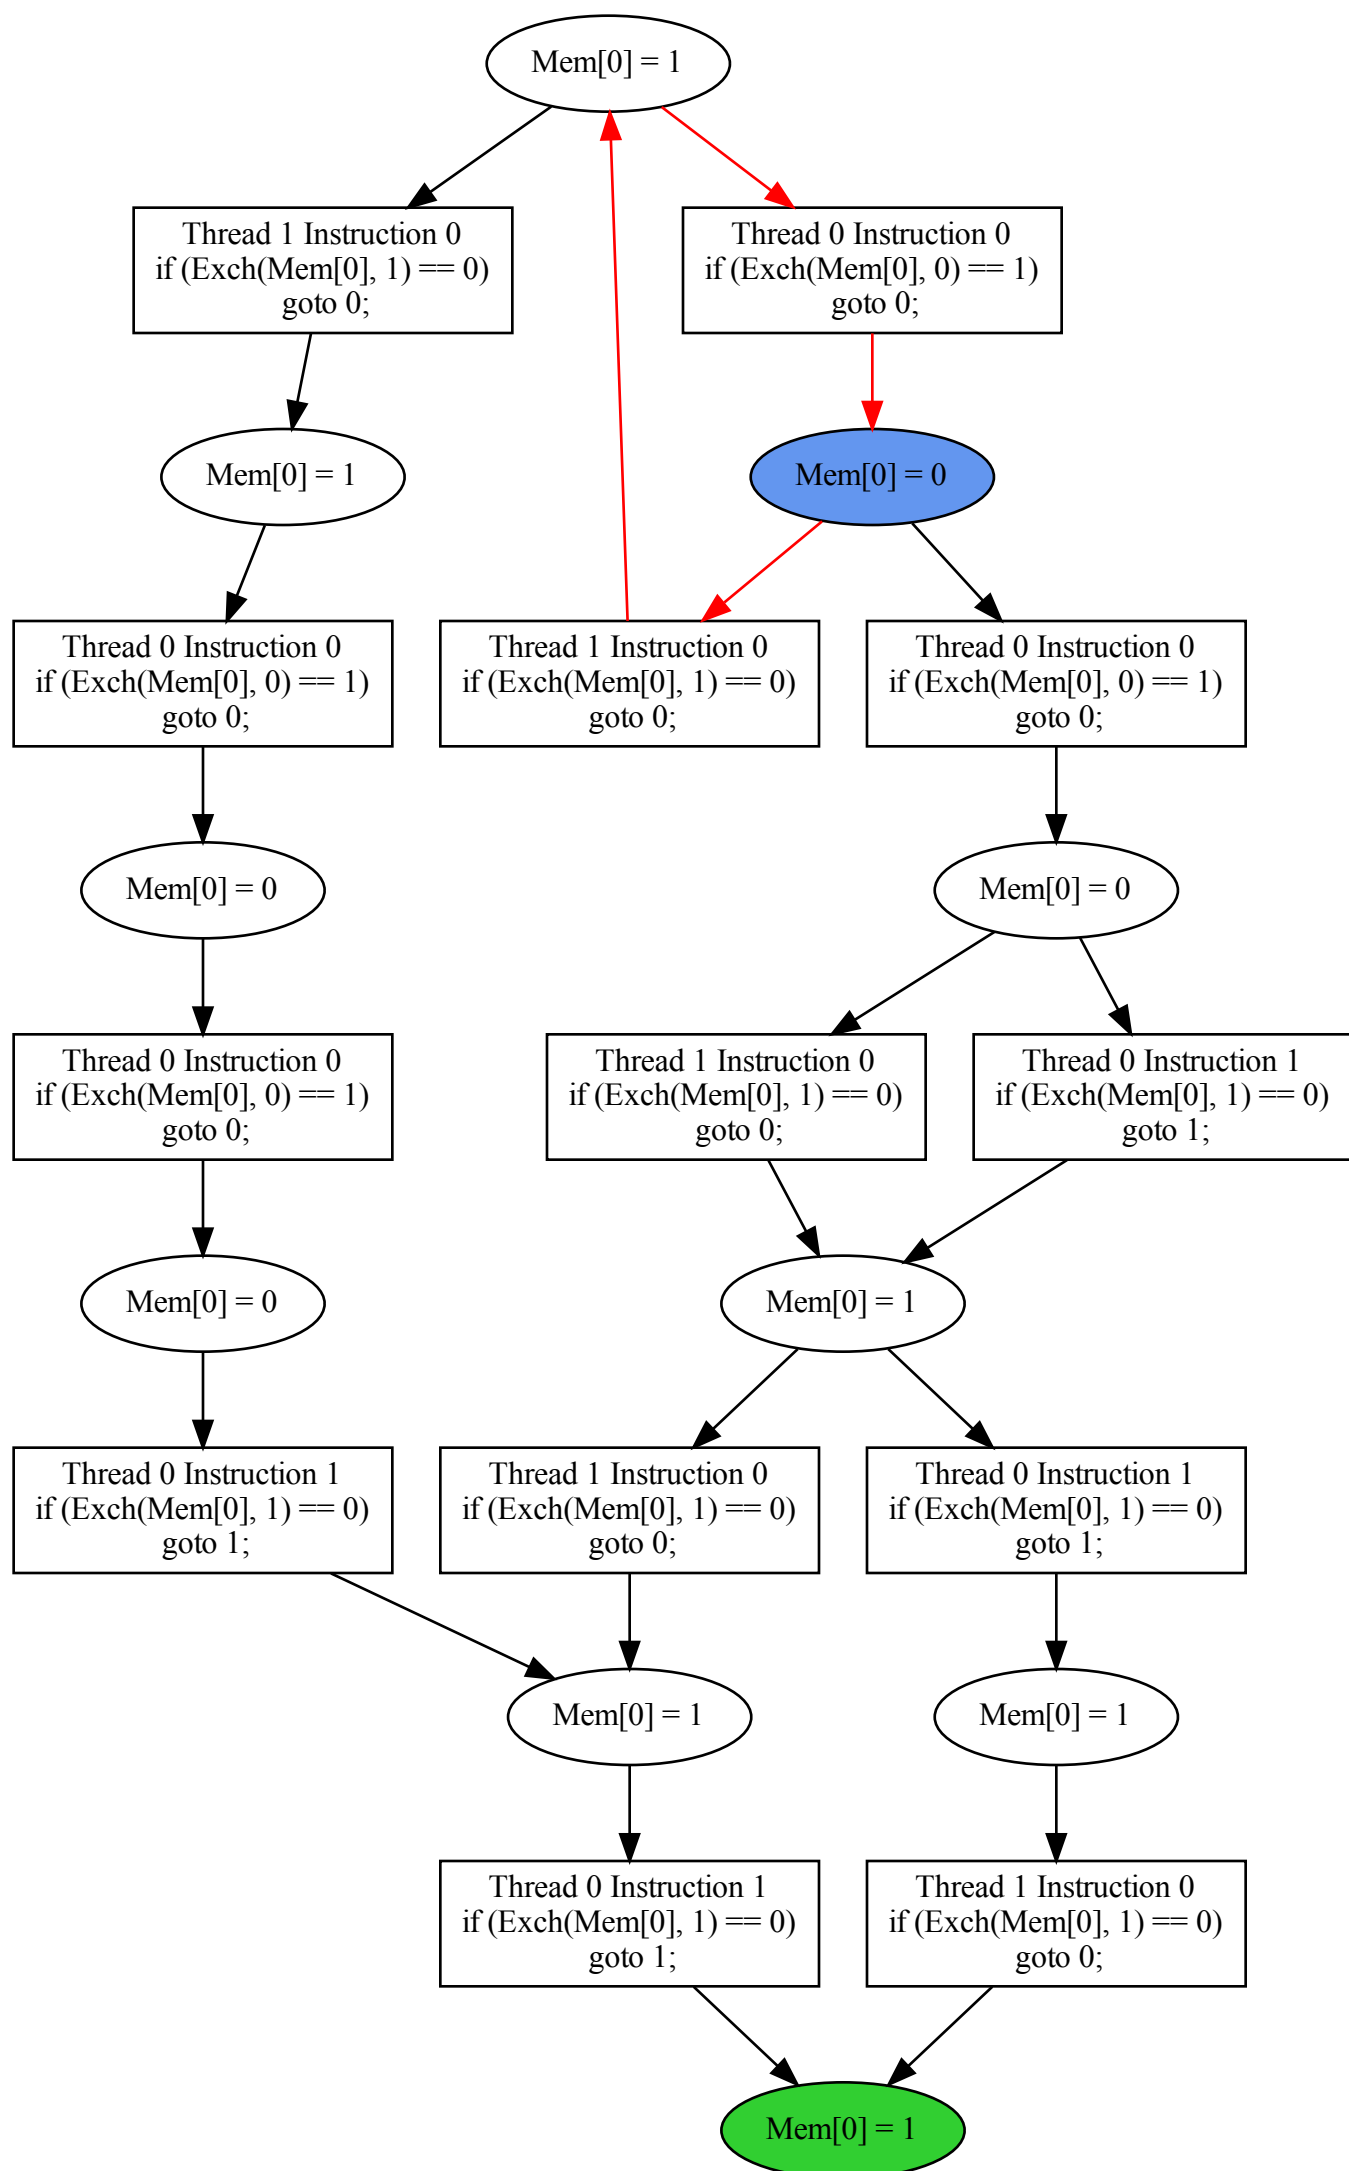 Mem[0] = 1
Thread 1 Instruction 0
if (Exch(Mem[0], 1) == 0)
goto 0;
Thread 0 Instruction 0
if (Exch(Mem[0], 0) == 1)
goto 0;
Mem[0] = 1
Mem[0] = 0
Thread 0 Instruction 0
if (Exch(Mem[0], 0) == 1)
goto 0;
Thread 1 Instruction 0
if (Exch(Mem[0], 1) == 0)
goto 0;
Thread 0 Instruction 0
if (Exch(Mem[0], 0) == 1)
goto 0;
Mem[0] = 0
Mem[0] = 0
Thread 0 Instruction 0
if (Exch(Mem[0], 0) == 1)
goto 0;
Thread 1 Instruction 0
if (Exch(Mem[0], 1) == 0)
goto 0;
Thread 0 Instruction 1
if (Exch(Mem[0], 1) == 0)
goto 1;
Mem[0] = 0
Mem[0] = 1
Thread 0 Instruction 1
if (Exch(Mem[0], 1) == 0)
goto 1;
Thread 1 Instruction 0
if (Exch(Mem[0], 1) == 0)
goto 0;
Thread 0 Instruction 1
if (Exch(Mem[0], 1) == 0)
goto 1;
Mem[0] = 1
Mem[0] = 1
Thread 0 Instruction 1
if (Exch(Mem[0], 1) == 0)
goto 1;
Thread 1 Instruction 0
if (Exch(Mem[0], 1) == 0)
goto 0;
Mem[0] = 1